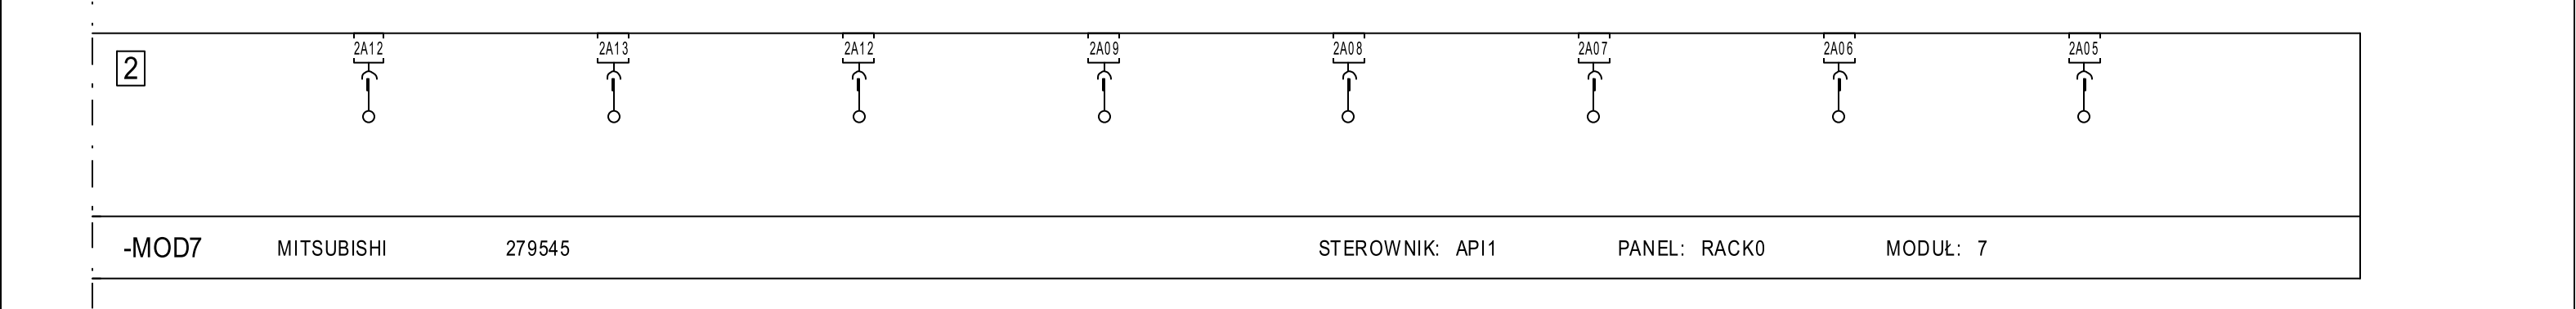 2A12 2A13 2A12 2A09 2A08 2A07 2A06 2A05
2
-MOD7 MITSUBISHI 279545 STEROWNIK: API1 PANEL: RACK0 MODUŁ: 7